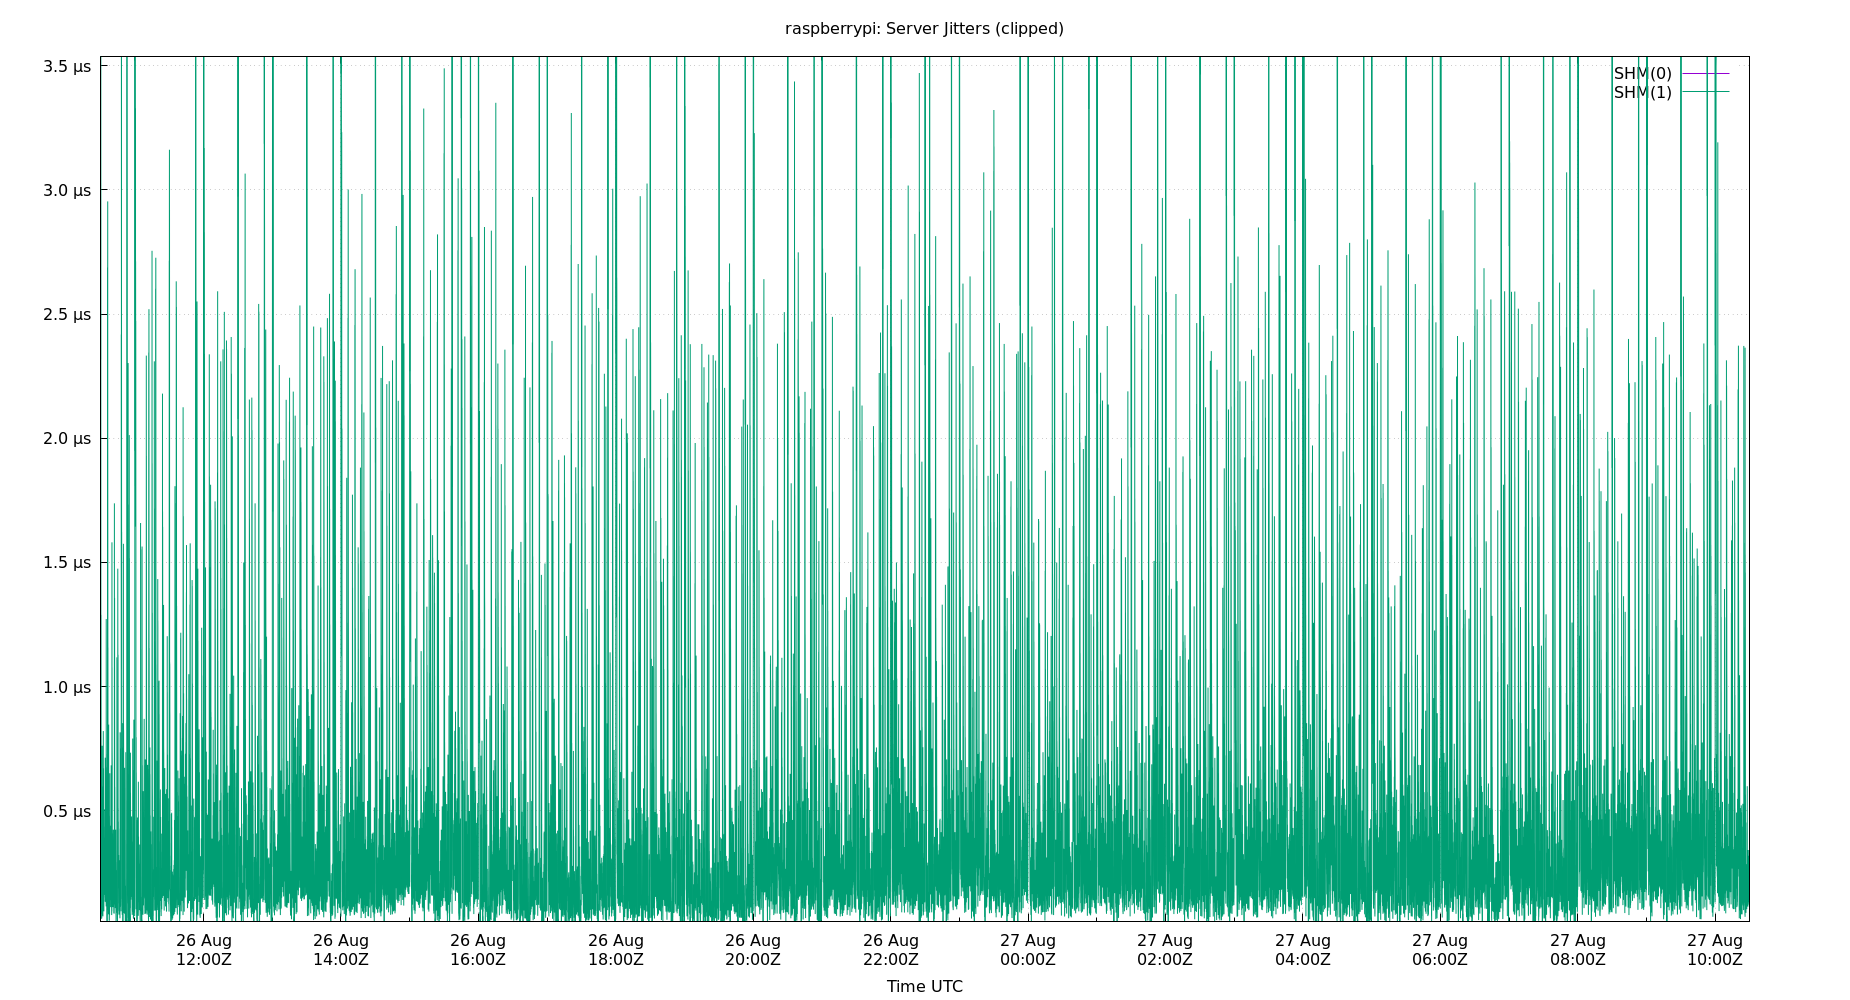 raspberrypi: Server Jitters (clipped)
3.5 µs
3.0 µs
2.5 µs
2.0 µs
1.5 µs
1.0 µs
0.5 µs
SHM(0)
SHM(1)
26 Aug 26 Aug 26 Aug 26 Aug 26 Aug 26 Aug 27 Aug 27 Aug 27 Aug 27 Aug 27 Aug 27 Aug
12:00Z 14:00Z 16:00Z 18:00Z 20:00Z 22:00Z 00:00Z 02:00Z 04:00Z 06:00Z 08:00Z 10:00Z
Time UTC